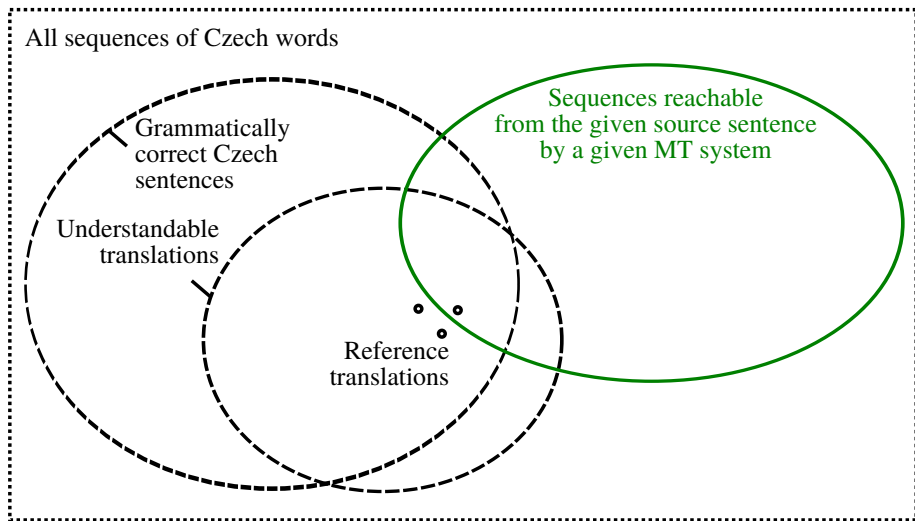 All sequences of Czech words
Grammatically
correct Czech
sentences
Sequences reachable
from the given source sentence
by a given MT system
Understandable
translations
Reference
translations